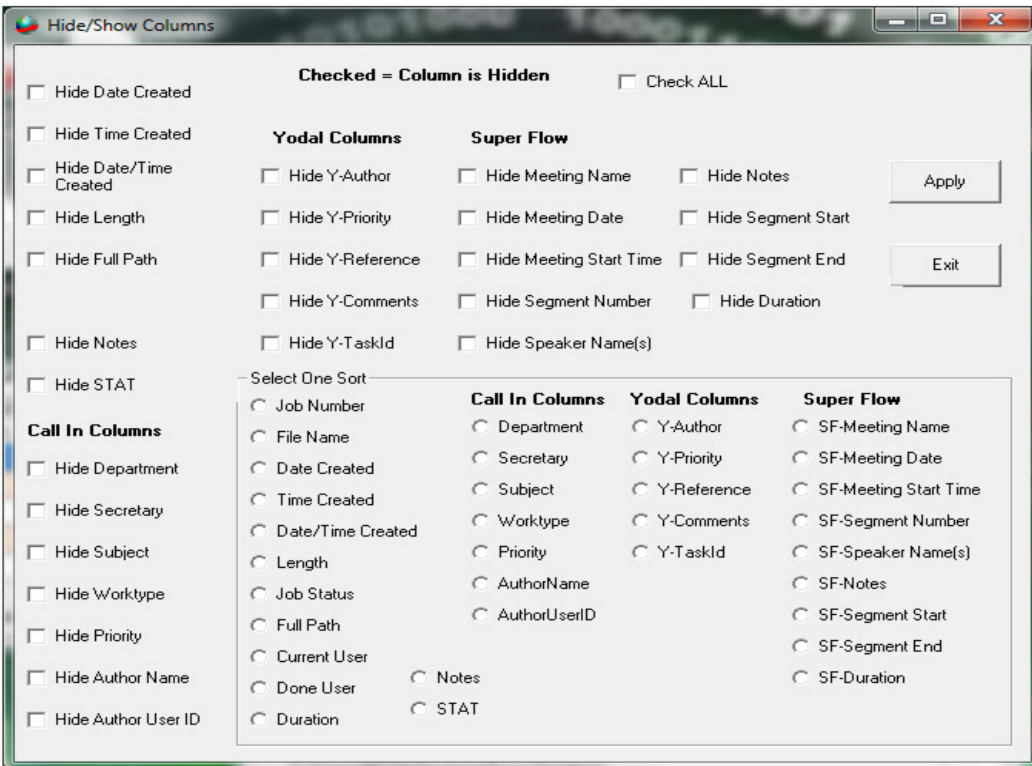 Hide/Show Columns
Checked = Column is Hidden
Check ALL
Hide Date Created
Hide Time Created
Hide Date/Time
Created
Hide Length
Hide Full Path
Hide Notes
Hide STAT
Yodal Columns
Hide Y-Author
Hide Y-Priority
Hide Y-Reference
Hide Y-Comments
Hide Y-TaskId
Super Flow
Hide Meeting Name
Hide Meeting Date
Hide Meeting Start Time
Hide Segment Number
Hide Speaker Name(s)
Hide Notes
Hide Segment Start
Hide Segment End
Hide Duration
Apply
Exit
Call In Columns
Hide Department
Hide Secretary
Hide Subject
Hide Worktype
Hide Priority
Hide Author Name
Hide Author User ID
Select One Sort
Job Number
File Name
Date Created
Time Created
Date/Time Created
Length
Job Status
Full Path
Current User
Done User
Duration
Notes
STAT
Call In Columns
Department
Secretary
Subject
Worktype
Priority
AuthorName
AuthorUserID
Yodal Columns
Y-Author
Y-Priority
Y-Reference
Y-Comments
Y-TaskId
Super Flow
SF-Meeting Name
SF-Meeting Date
SF-Meeting Start Time
SF-Segment Number
SF-Speaker Name(s)
SF-Notes
SF-Segment Start
SF-Segment End
SF-Duration